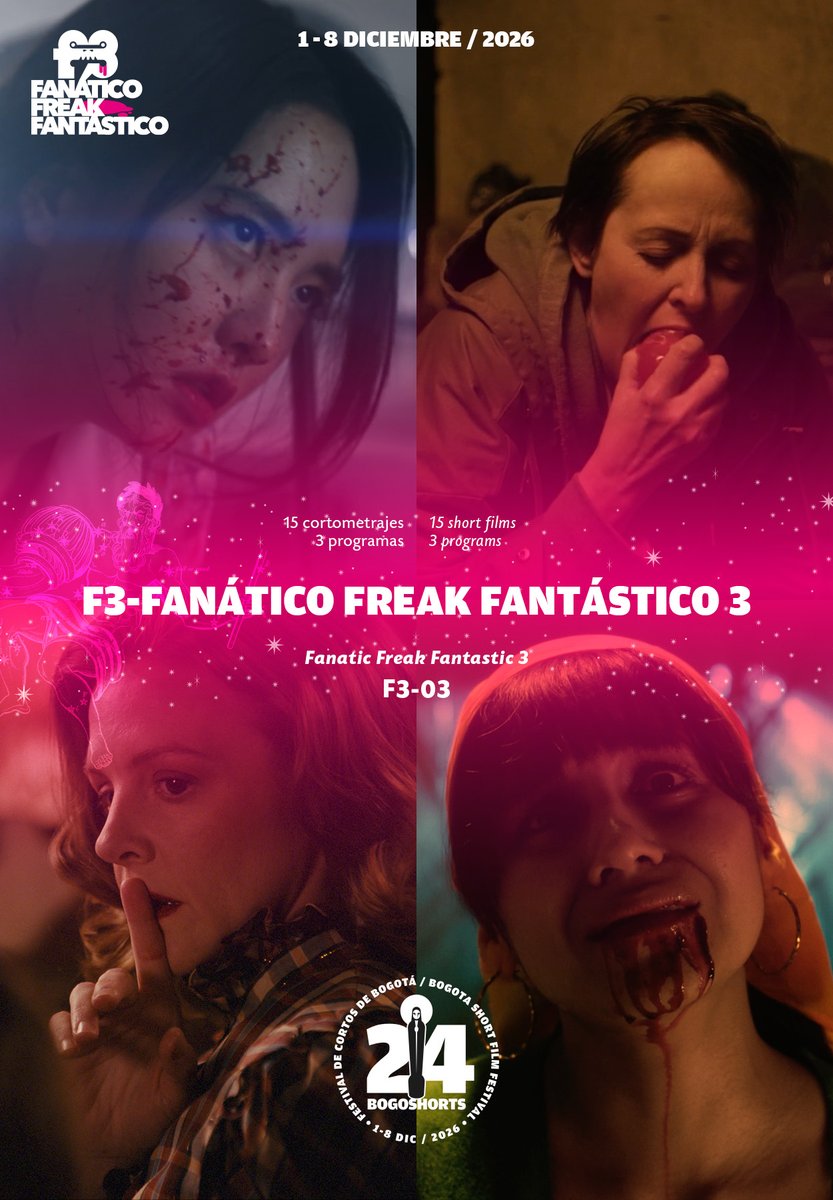 1 - 8 DICIEMBRE / 2026
f3
FANÁTICO
FREAK
FANTÁSTICO
15 cortometrajes
3 programas
15 short films
3 programs
F3-FANÁTICO FREAK FANTÁSTICO 3
Fanatic Freak Fantastic 3
F3-03
FESTIVAL DE CORTOS DE BOGOTÁ / BOGOTA SHORT FILM FESTIVAL
24
BOGOSHORTS
• 1-8 DIC / 2026 •